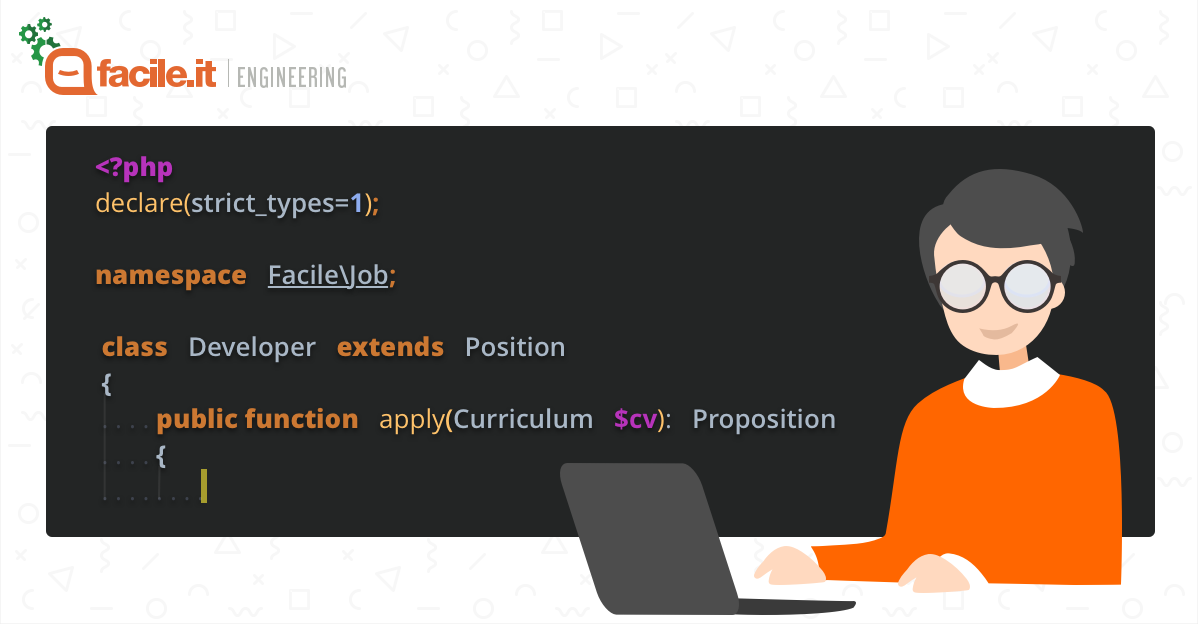 facile.it | ENGINEERING
<?php
declare(strict_types=1);
namespace Facile\Job;
class Developer extends Position
{
....public function apply(Curriculum $cv): Proposition
....{
........